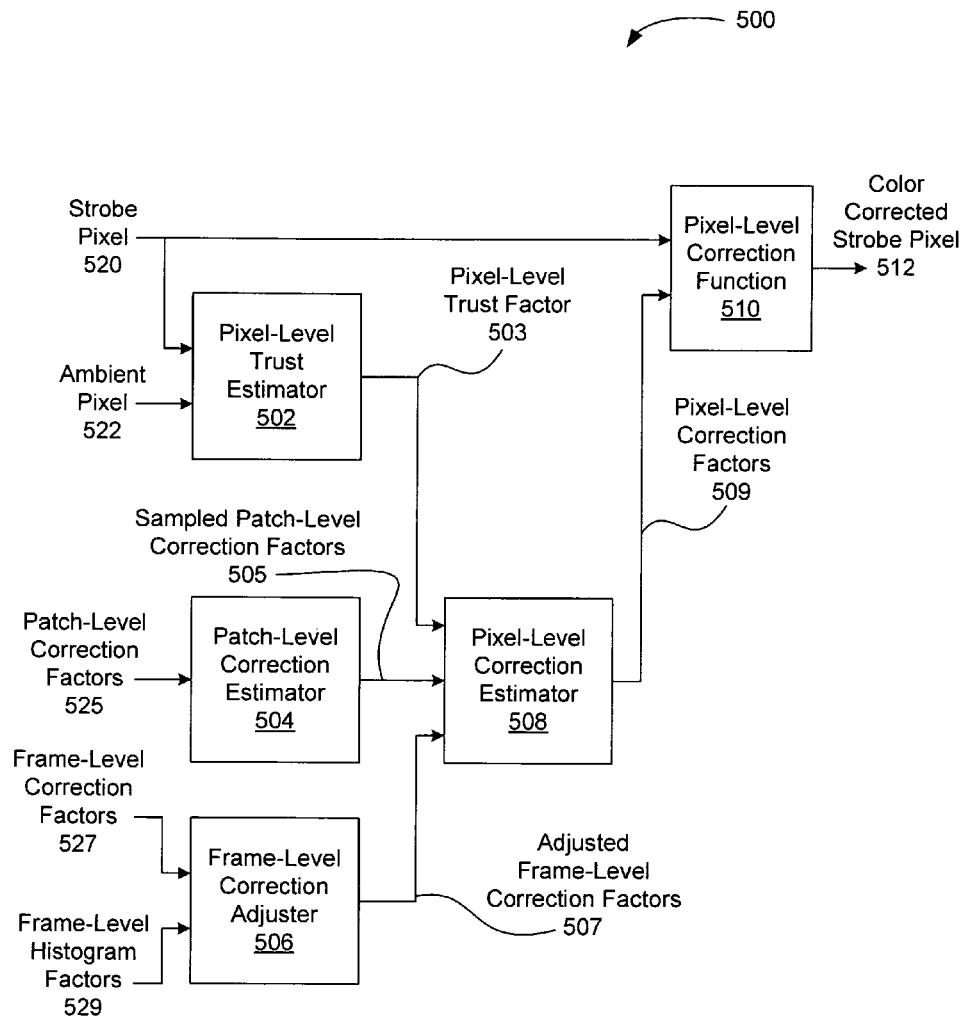 500
Strobe
Pixel
520
Pixel-Level
Correction
Function
510
Color
Corrected
Strobe Pixel
512
Pixel-Level
Trust Factor
503
Pixel-Level
Trust
Estimator
502
Ambient
Pixel
522
Pixel-Level
Correction
Factors
509
Sampled Patch-Level
Correction Factors
505
Patch-Level
Correction
Factors
525
Patch-Level
Correction
Estimator
504
Pixel-Level
Correction
Estimator
508
Frame-Level
Correction
Factors
527
Frame-Level
Correction
Adjuster
506
Adjusted
Frame-Level
Correction Factors
507
Frame-Level
Histogram
Factors
529